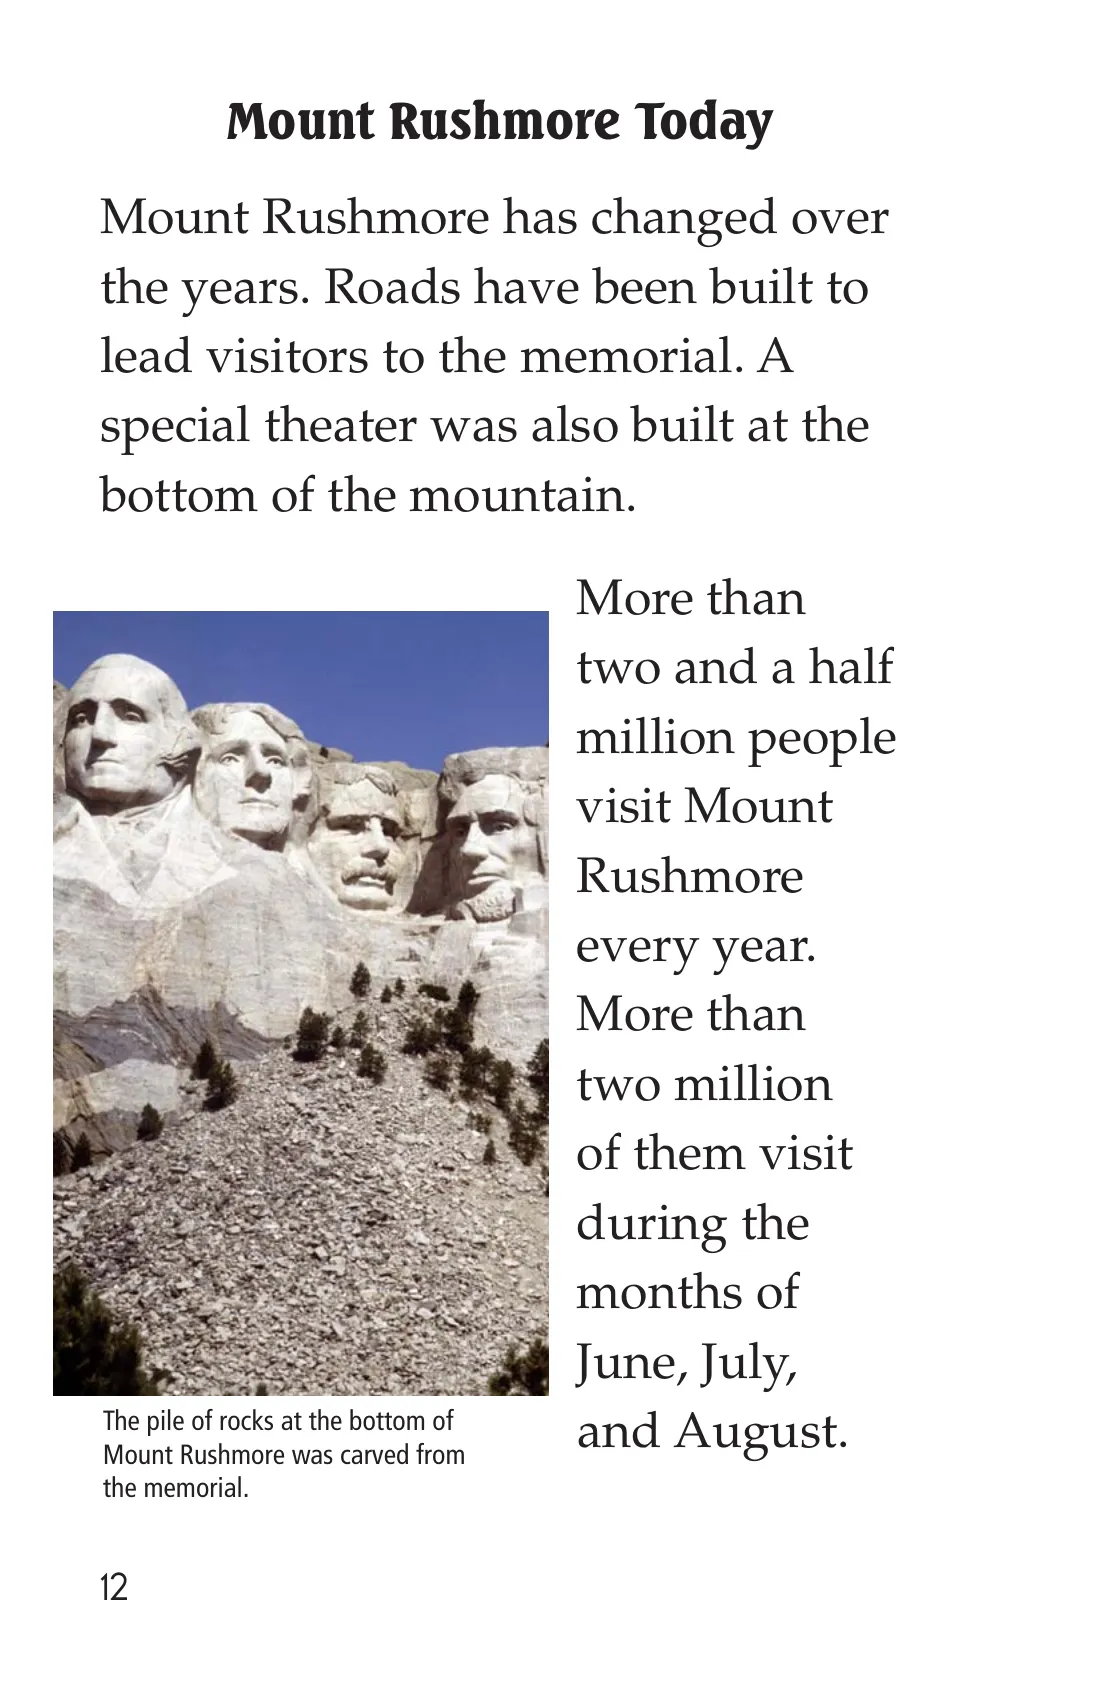 Mount Rushmore Today
Mount Rushmore has changed over
the years. Roads have been built to
lead visitors to the memorial. A
special theater was also built at the
bottom of the mountain.
More than
two and a half
million people
visit Mount
Rushmore
every year.
More than
two million
of them visit
during the
months of
June, July,
and August.
The pile of rocks at the bottom of
Mount Rushmore was carved from
the memorial.
12